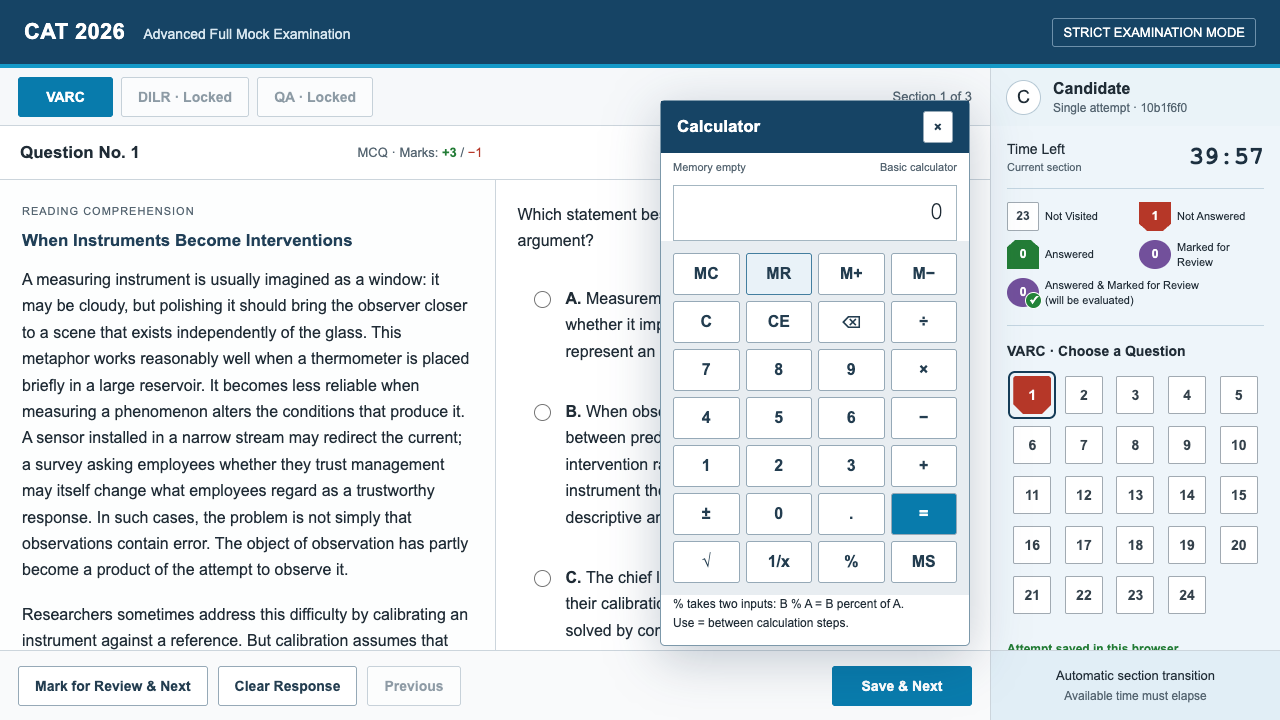 CAT 2026 Advanced Full Mock Examination
STRICT EXAMINATION MODE
VARC
DILR · Locked
QA · Locked
Section 1 of 3
Question No. 1
MCQ · Marks: +3 / −1
READING COMPREHENSION
When Instruments Become Interventions
A measuring instrument is usually imagined as a window: it
may be cloudy, but polishing it should bring the observer closer
to a scene that exists independently of the glass. This
metaphor works reasonably well when a thermometer is placed
briefly in a large reservoir. It becomes less reliable when
measuring a phenomenon alters the conditions that produce it.
A sensor installed in a narrow stream may redirect the current;
a survey asking employees whether they trust management
may itself change what employees regard as a trustworthy
response. In such cases, the problem is not simply that
observations contain error. The object of observation has partly
become a product of the attempt to observe it.
Researchers sometimes address this difficulty by calibrating an
instrument against a reference. But calibration assumes that
Which statement
argument?
A.
whether it
represent an
B. When
between
intervention
instrument
descriptive
C. The chief
their
solved by
Calculator
×
Memory empty
Basic calculator
0
MC MR M+ M−
C CE ⌫ ÷
7 8 9 ×
4 5 6 −
1 2 3 +
± 0 . =
√ 1/x % MS
% takes two inputs: B % A = B percent of A.
Use = between calculation steps.
C
Candidate
Single attempt · 10b1f6f0
Time Left
Current section
39:57
23 Not Visited
1 Not Answered
0 Answered
0 Marked for
Review
0 ✓ Answered & Marked for Review
(will be evaluated)
VARC · Choose a Question
1 2 3 4 5
6 7 8 9 10
11 12 13 14 15
16 17 18 19 20
21 22 23 24
Attempt saved in this browser
Mark for Review & Next
Clear Response
Previous
Save & Next
Automatic section transition
Available time must elapse